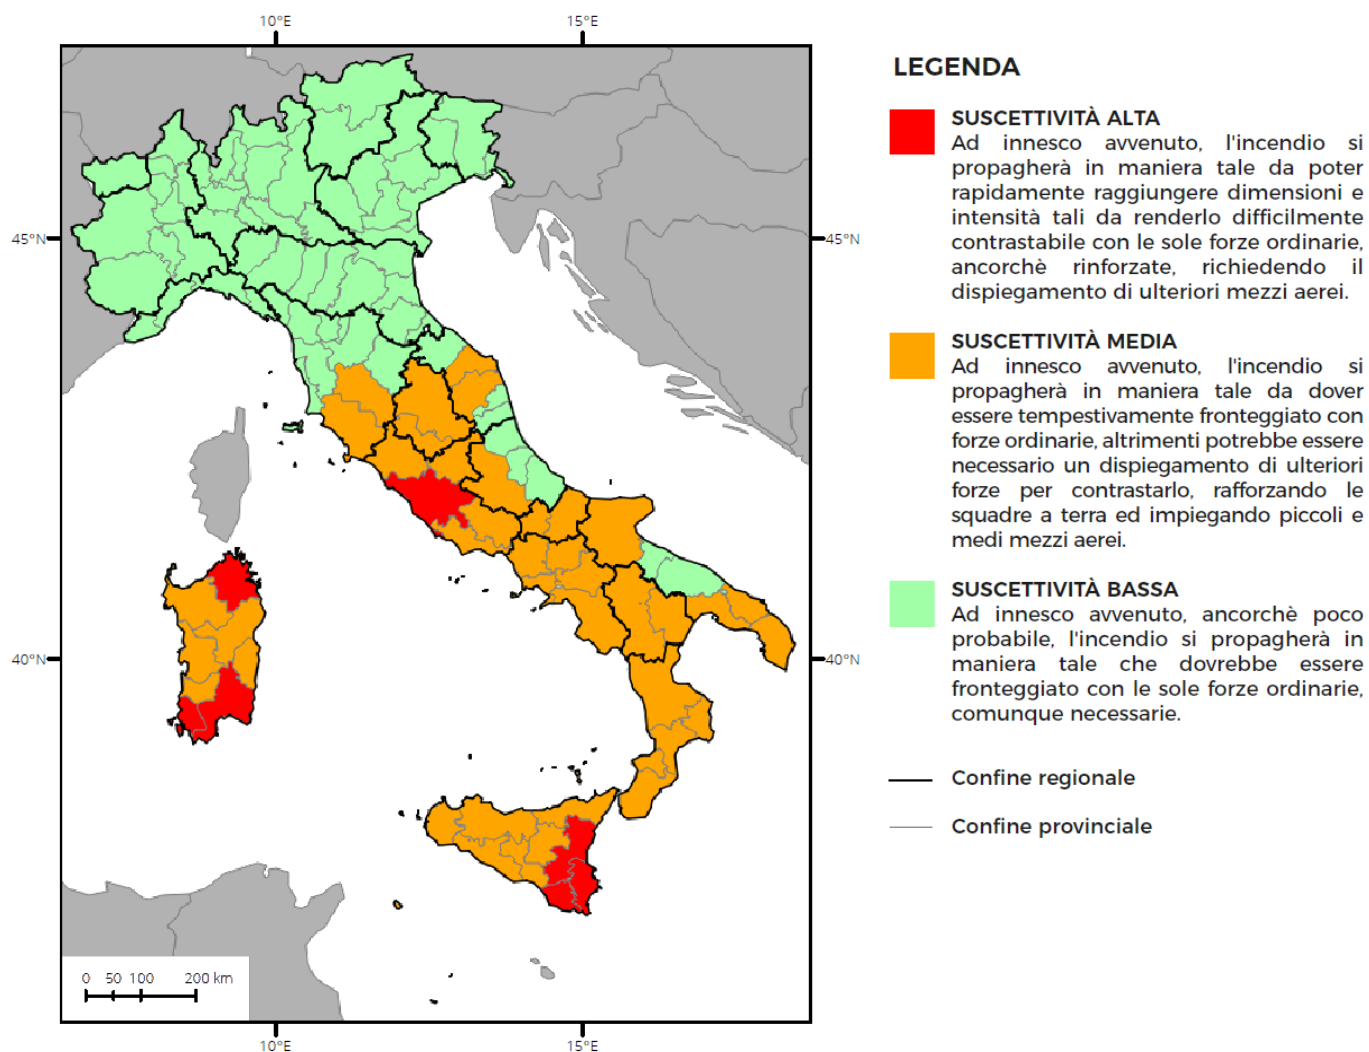 10°E 15°E
45°N 45°N
40°N 40°N
0 50 100 200 km
10°E 15°E
LEGENDA
SUSCETTIVITÀ ALTA
Ad innesco avvenuto, l'incendio si
propagherà in maniera tale da poter
rapidamente raggiungere dimensioni e
intensità tali da renderlo difficilmente
contrastabile con le sole forze ordinarie,
ancorchè rinforzate, richiedendo il
dispiegamento di ulteriori mezzi aerei.
SUSCETTIVITÀ MEDIA
Ad innesco avvenuto, l'incendio si
propagherà in maniera tale da dover
essere tempestivamente fronteggiato con
forze ordinarie, altrimenti potrebbe essere
necessario un dispiegamento di ulteriori
forze per contrastarlo, rafforzando le
squadre a terra ed impiegando piccoli e
medi mezzi aerei.
SUSCETTIVITÀ BASSA
Ad innesco avvenuto, ancorchè poco
probabile, l'incendio si propagherà in
maniera tale che dovrebbe essere
fronteggiato con le sole forze ordinarie,
comunque necessarie.
Confine regionale
Confine provinciale